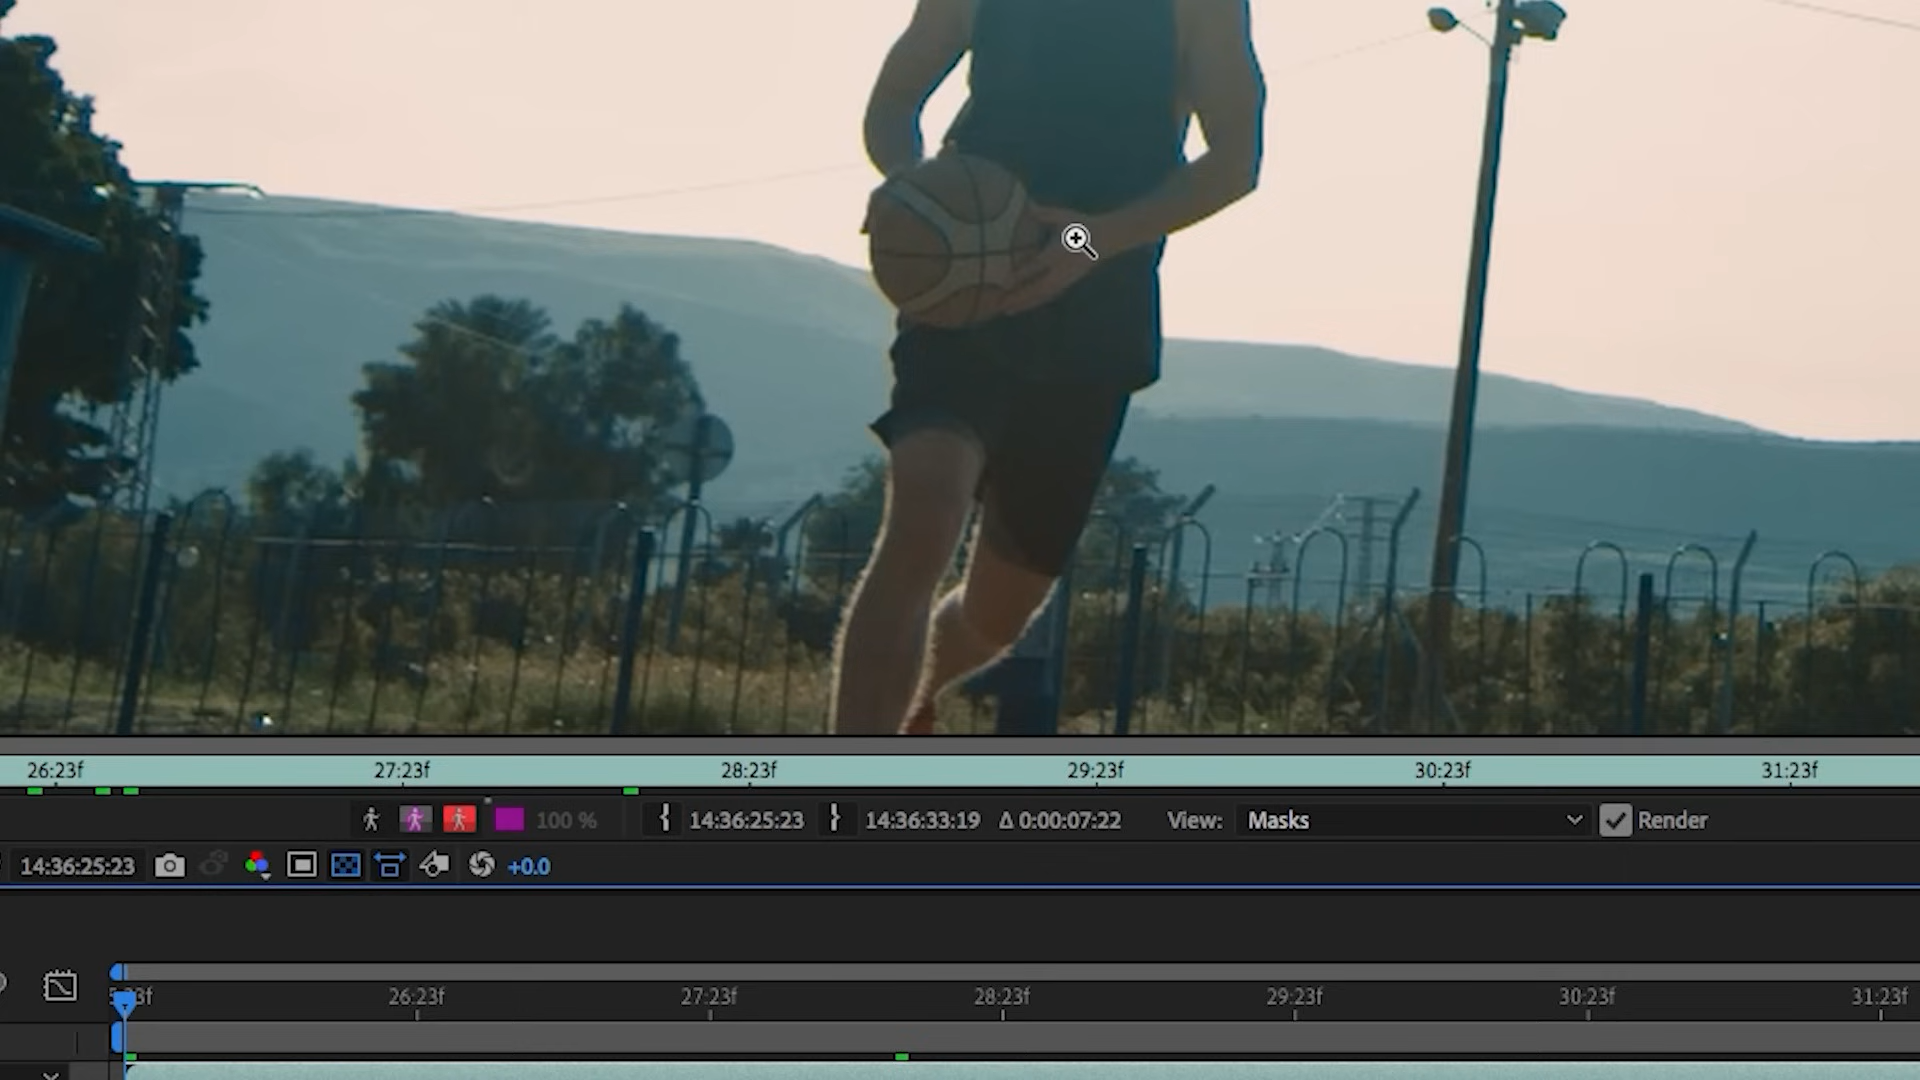 26:23f 27:23f 28:23f 29:23f 30:23f 31:23f
100 % 14:36:25:23 14:36:33:19 Δ 0:00:07:22 View: Masks Render
14:36:25:23 +0.0
26:23f 27:23f 28:23f 29:23f 30:23f 31:23f